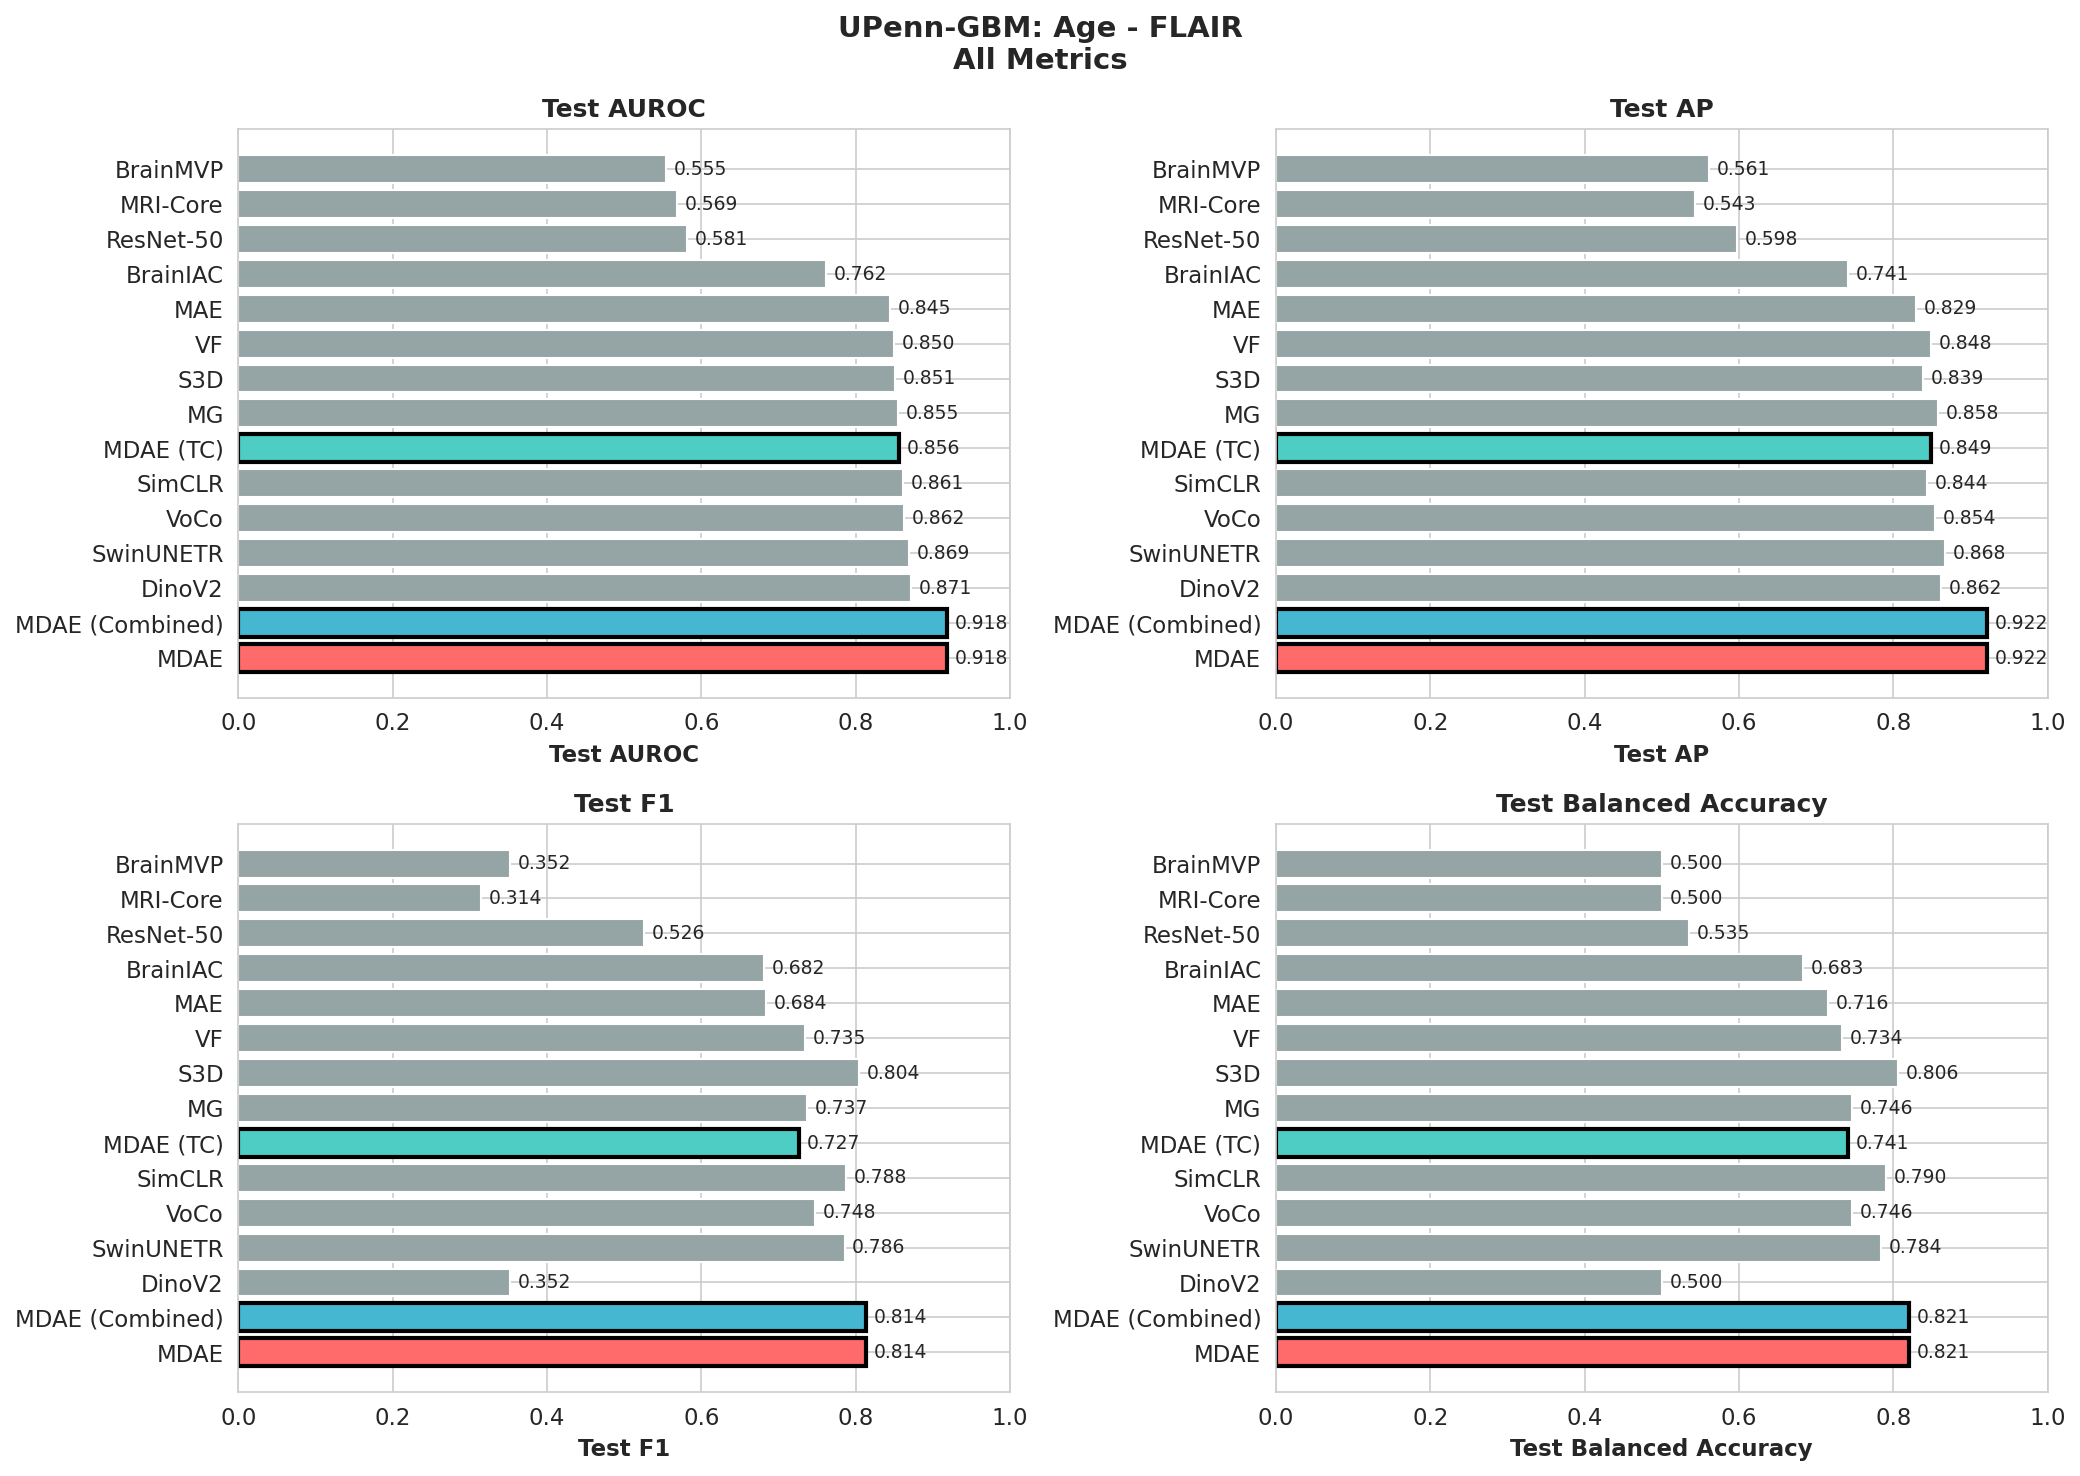 UPenn-GBM: Age - FLAIR
All Metrics
Test AUROC
BrainMVP 0.555
MRI-Core 0.569
ResNet-50 0.581
BrainIAC 0.762
MAE 0.845
VF 0.850
S3D 0.851
MG 0.855
MDAE (TC) 0.856
SimCLR 0.861
VoCo 0.862
SwinUNETR 0.869
DinoV2 0.871
MDAE (Combined) 0.918
MDAE 0.918
0.0 0.2 0.4 0.6 0.8 1.0
Test AUROC
Test AP
BrainMVP 0.561
MRI-Core 0.543
ResNet-50 0.598
BrainIAC 0.741
MAE 0.829
VF 0.848
S3D 0.839
MG 0.858
MDAE (TC) 0.849
SimCLR 0.844
VoCo 0.854
SwinUNETR 0.868
DinoV2 0.862
MDAE (Combined) 0.922
MDAE 0.922
0.0 0.2 0.4 0.6 0.8 1.0
Test AP
Test F1
BrainMVP 0.352
MRI-Core 0.314
ResNet-50 0.526
BrainIAC 0.682
MAE 0.684
VF 0.735
S3D 0.804
MG 0.737
MDAE (TC) 0.727
SimCLR 0.788
VoCo 0.748
SwinUNETR 0.786
DinoV2 0.352
MDAE (Combined) 0.814
MDAE 0.814
0.0 0.2 0.4 0.6 0.8 1.0
Test F1
Test Balanced Accuracy
BrainMVP 0.500
MRI-Core 0.500
ResNet-50 0.535
BrainIAC 0.683
MAE 0.716
VF 0.734
S3D 0.806
MG 0.746
MDAE (TC) 0.741
SimCLR 0.790
VoCo 0.746
SwinUNETR 0.784
DinoV2 0.500
MDAE (Combined) 0.821
MDAE 0.821
0.0 0.2 0.4 0.6 0.8 1.0
Test Balanced Accuracy